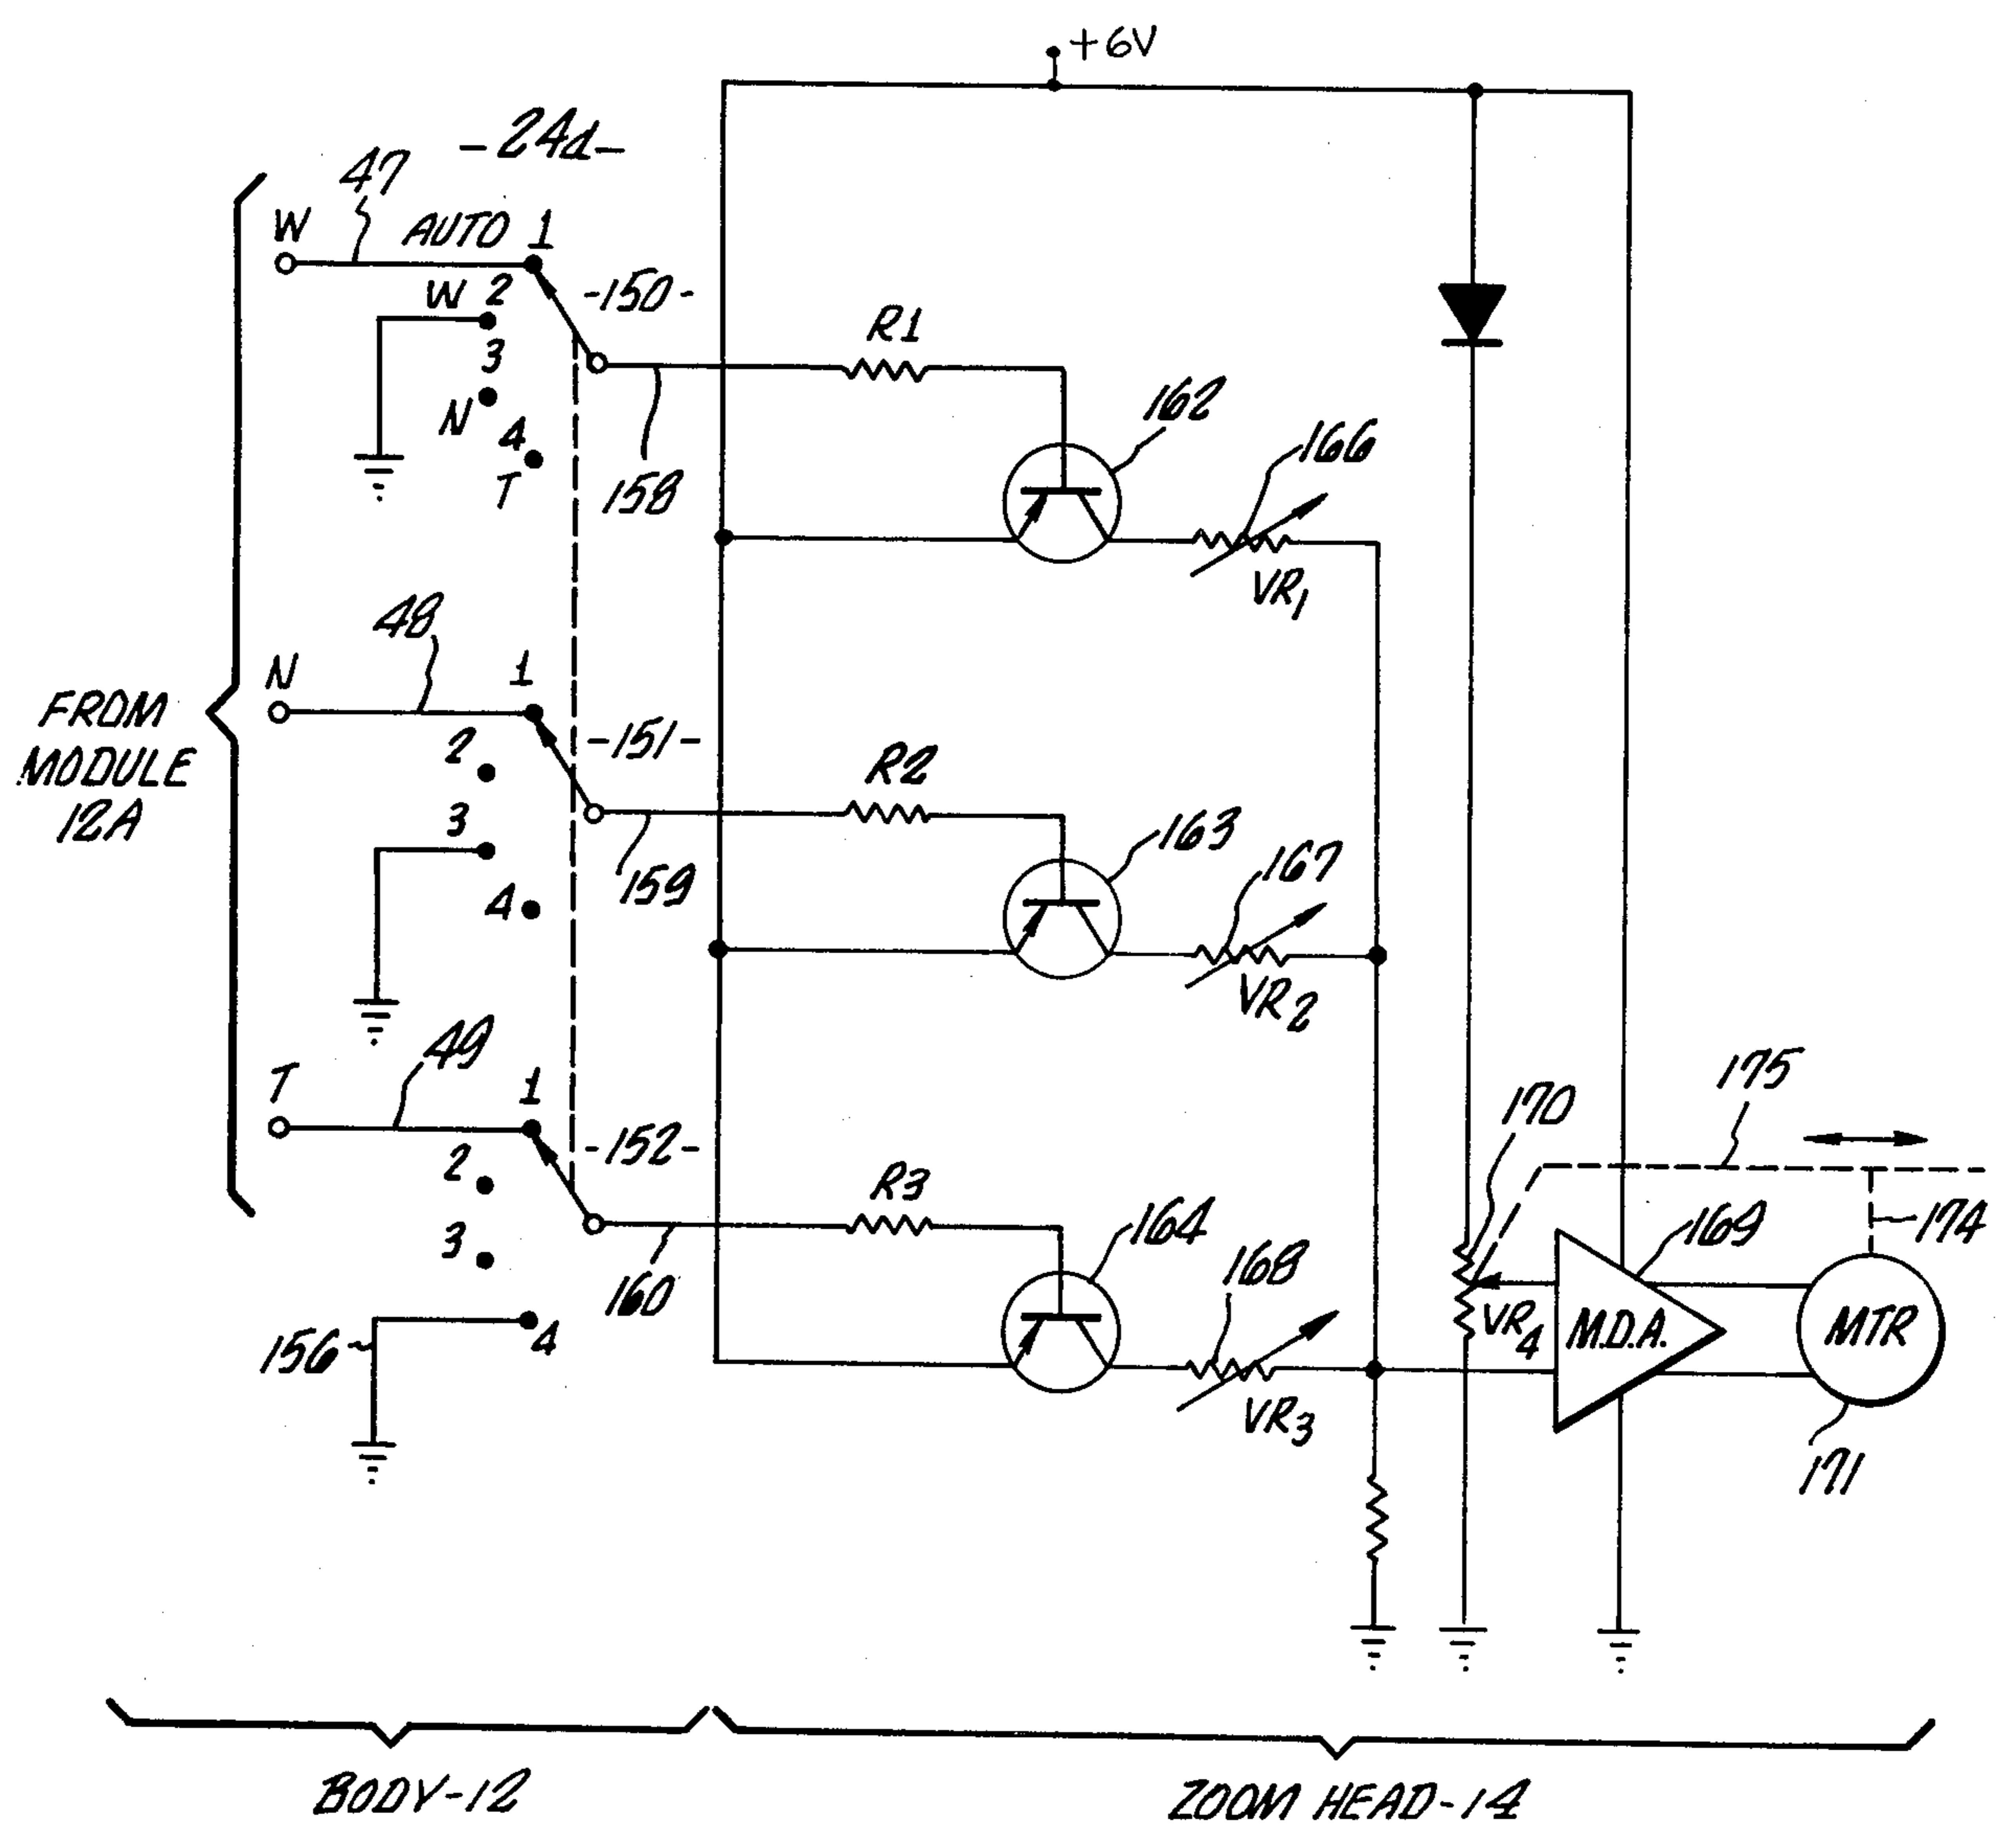 +6V
-24a-
47
W
AUTO 1
-150-
W 2
3
N
4
T
R1
158
162
166
VR1
48
N
1
-151-
2
3
4
FROM
MODULE
12A
R2
159
163
167
VR2
49
T
1
-152-
2
3
4
156
R3
160
164
168
VR3
170
175
174
169
VR4
M.D.A.
MTR
171
BODY-12
ZOOM HEAD-14